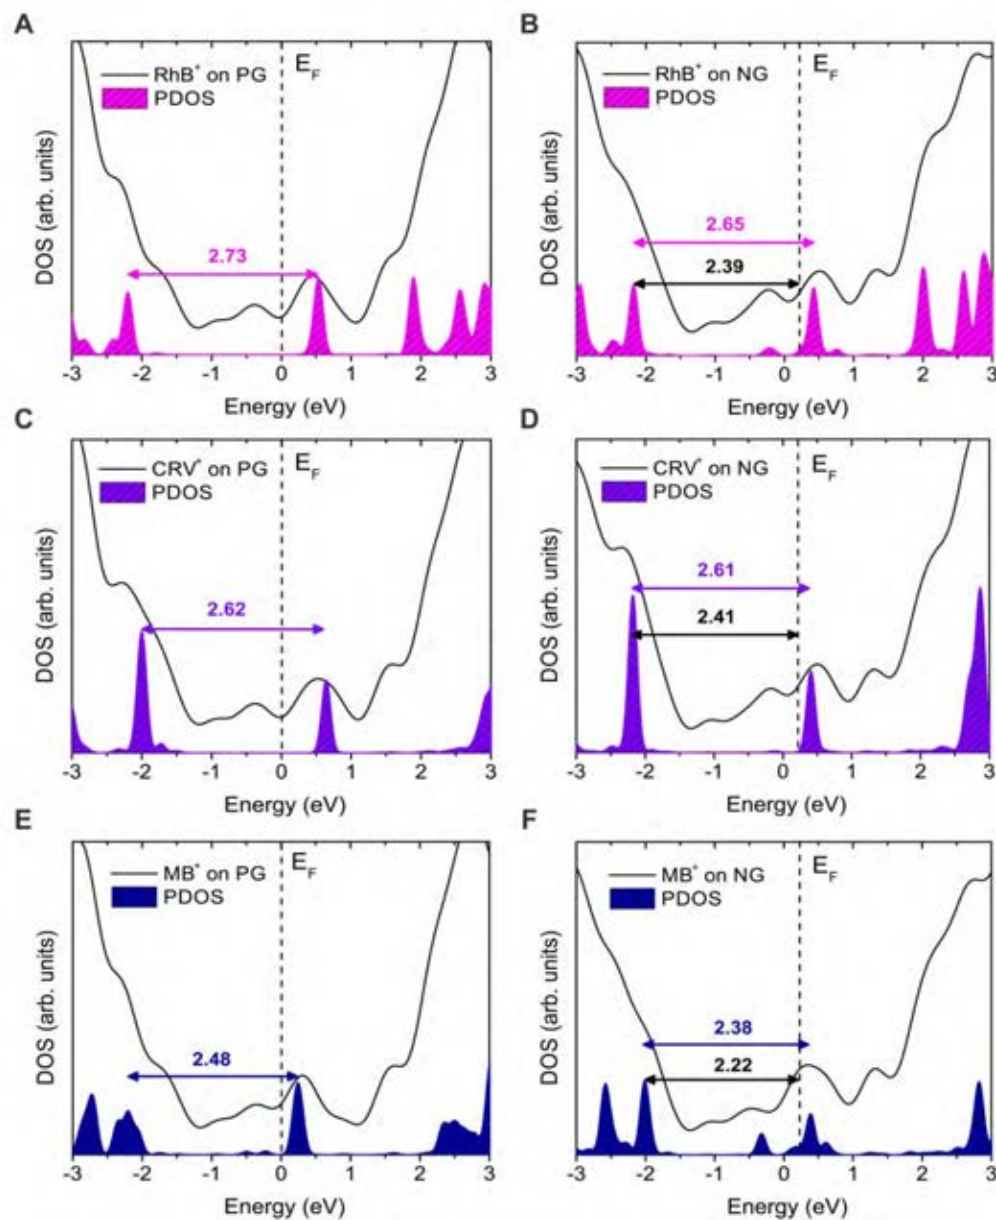 A
RhB⁺ on PG
PDOS
E_F
2.73
DOS (arb. units)
-3 -2 -1 0 1 2 3
Energy (eV)
B
RhB⁺ on NG
PDOS
E_F
2.65
2.39
DOS (arb. units)
-3 -2 -1 0 1 2 3
Energy (eV)
C
CRV⁺ on PG
PDOS
E_F
2.62
DOS (arb. units)
-3 -2 -1 0 1 2 3
Energy (eV)
D
CRV⁺ on NG
PDOS
E_F
2.61
2.41
DOS (arb. units)
-3 -2 -1 0 1 2 3
Energy (eV)
E
MB⁺ on PG
PDOS
E_F
2.48
DOS (arb. units)
-3 -2 -1 0 1 2 3
Energy (eV)
F
MB⁺ on NG
PDOS
E_F
2.38
2.22
DOS (arb. units)
-3 -2 -1 0 1 2 3
Energy (eV)